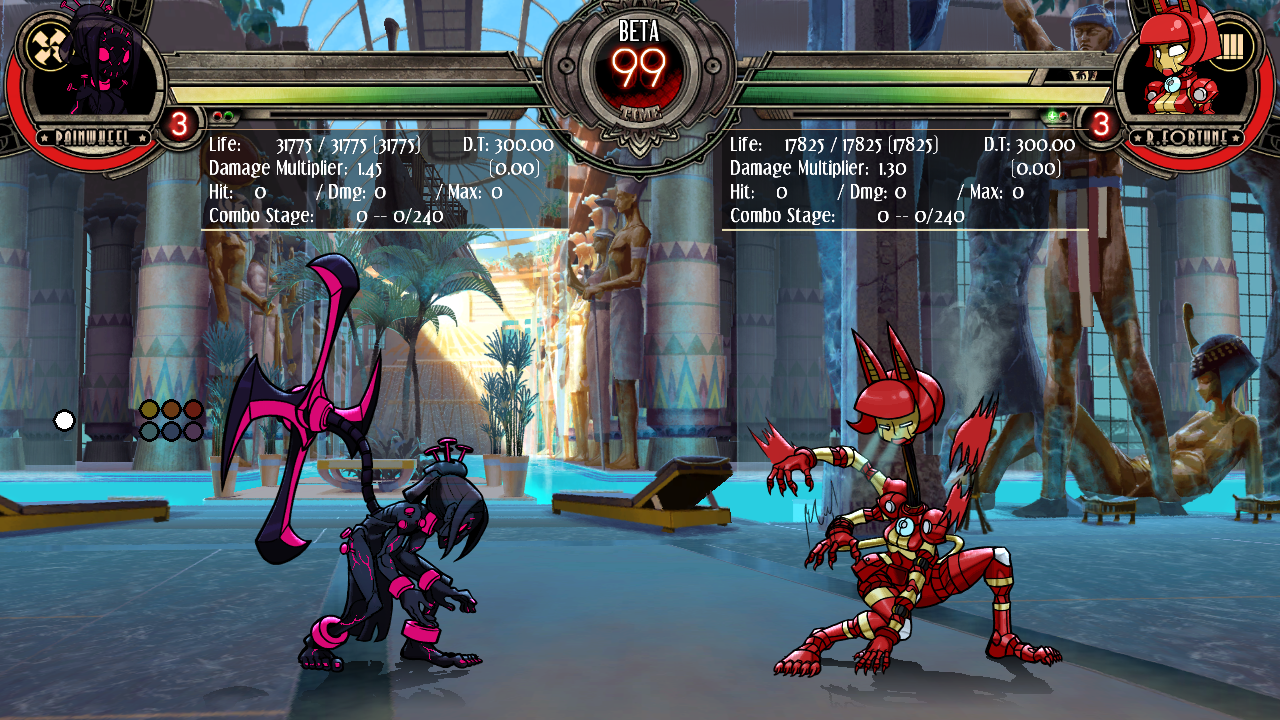 BETA
99
TIME
★ PAINWHEEL ★
3
3
★ R.FORTUNE ★
Life: 31775 / 31775 (31775) D.T: 300.00
Damage Multiplier: 1.45 (0.00)
Hit: 0 / Dmg: 0 / Max: 0
Combo Stage: 0 -- 0/240
Life: 17825 / 17825 (17825) D.T: 300.00
Damage Multiplier: 1.30 (0.00)
Hit: 0 / Dmg: 0 / Max: 0
Combo Stage: 0 -- 0/240